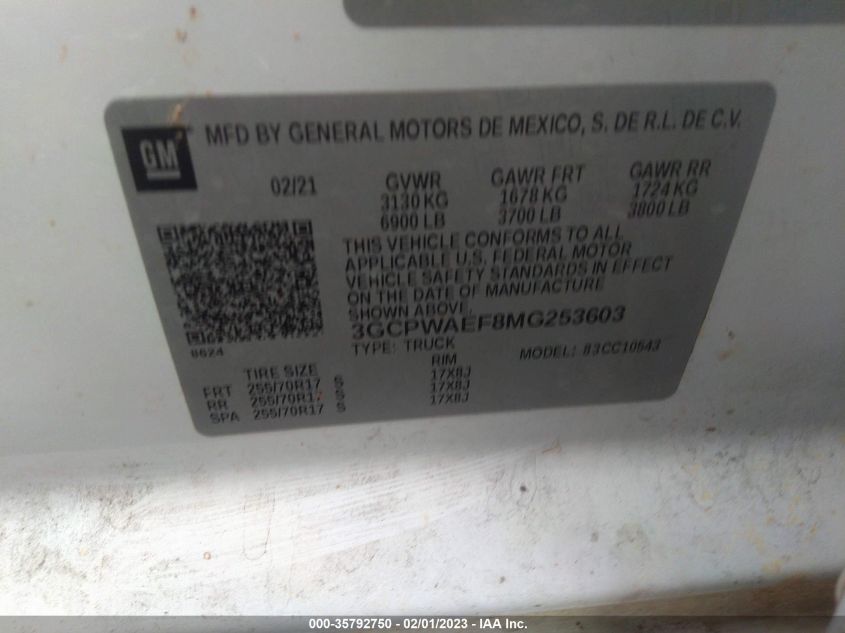 GM
MFD BY GENERAL MOTORS DE MEXICO, S. DE R.L. DE C.V.
02/21 GVWR GAWR FRT GAWR RR
3130 KG 1678 KG 1724 KG
6900 LB 3700 LB 3800 LB
THIS VEHICLE CONFORMS TO ALL
APPLICABLE U.S. FEDERAL MOTOR
VEHICLE SAFETY STANDARDS IN EFFECT
ON THE DATE OF MANUFACTURE
SHOWN ABOVE.
3GCPWAEF8MG253603
8624 TYPE: TRUCK MODEL: 83CC10543
TIRE SIZE RIM
FRT 255/70R17 S 17X8J
RR 255/70R17 S 17X8J
SPA 255/70R17 S 17X8J
000-35792750 - 02/01/2023 - IAA Inc.